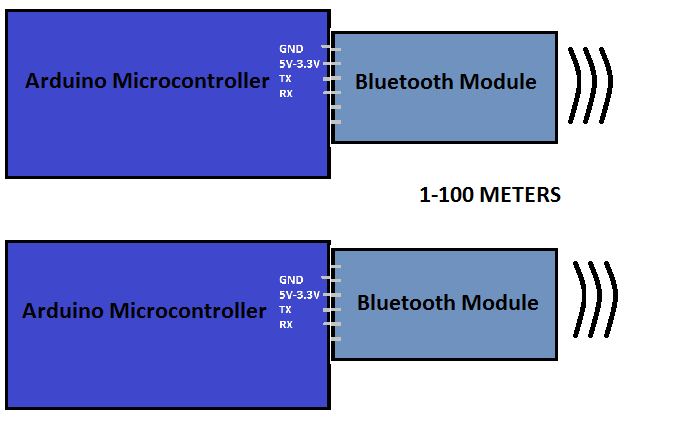 GND
5V-3.3V
Arduino Microcontroller
TX
Bluetooth Module
RX
1-100 METERS
GND
5V-3.3V
Arduino Microcontroller
TX
Bluetooth Module
RX